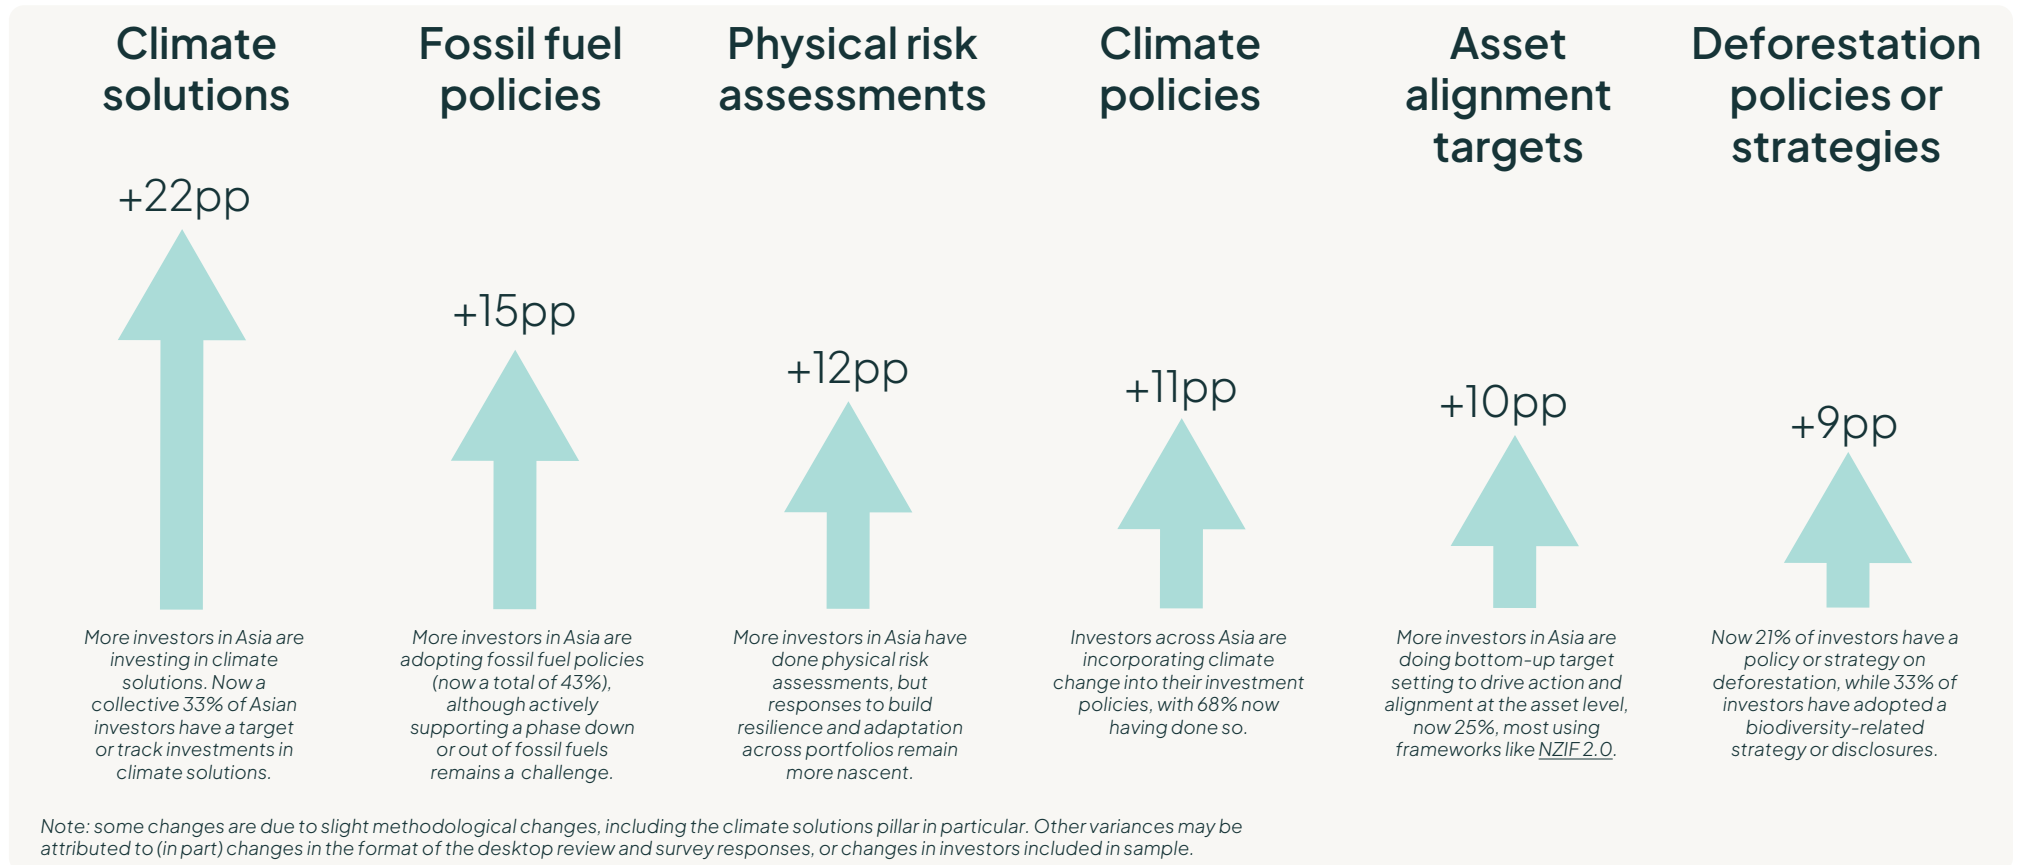 Climate
solutions
+22pp
More investors in Asia are
investing in climate
solutions. Now a
collective 33% of Asian
investors have a target
or track investments in
climate solutions.
Fossil fuel
policies
+15pp
More investors in Asia are
adopting fossil fuel policies
(now a total of 43%),
although actively
supporting a phase down
or out of fossil fuels
remains a challenge.
Physical risk
assessments
+12pp
More investors in Asia have
done physical risk
assessments, but
responses to build
resilience and adaptation
across portfolios remain
more nascent.
Climate
policies
+11pp
Investors across Asia are
incorporating climate
change into their investment
policies, with 68% now
having done so.
Asset
alignment
targets
+10pp
More investors in Asia are
doing bottom-up target
setting to drive action and
alignment at the asset level,
now 25%, most using
frameworks like NZIF 2.0.
Deforestation
policies or
strategies
+9pp
Now 21% of investors have a
policy or strategy on
deforestation, while 33% of
investors have adopted a
biodiversity-related
strategy or disclosures.
Note: some changes are due to slight methodological changes, including the climate solutions pillar in particular. Other variances may be
attributed to (in part) changes in the format of the desktop review and survey responses, or changes in investors included in sample.